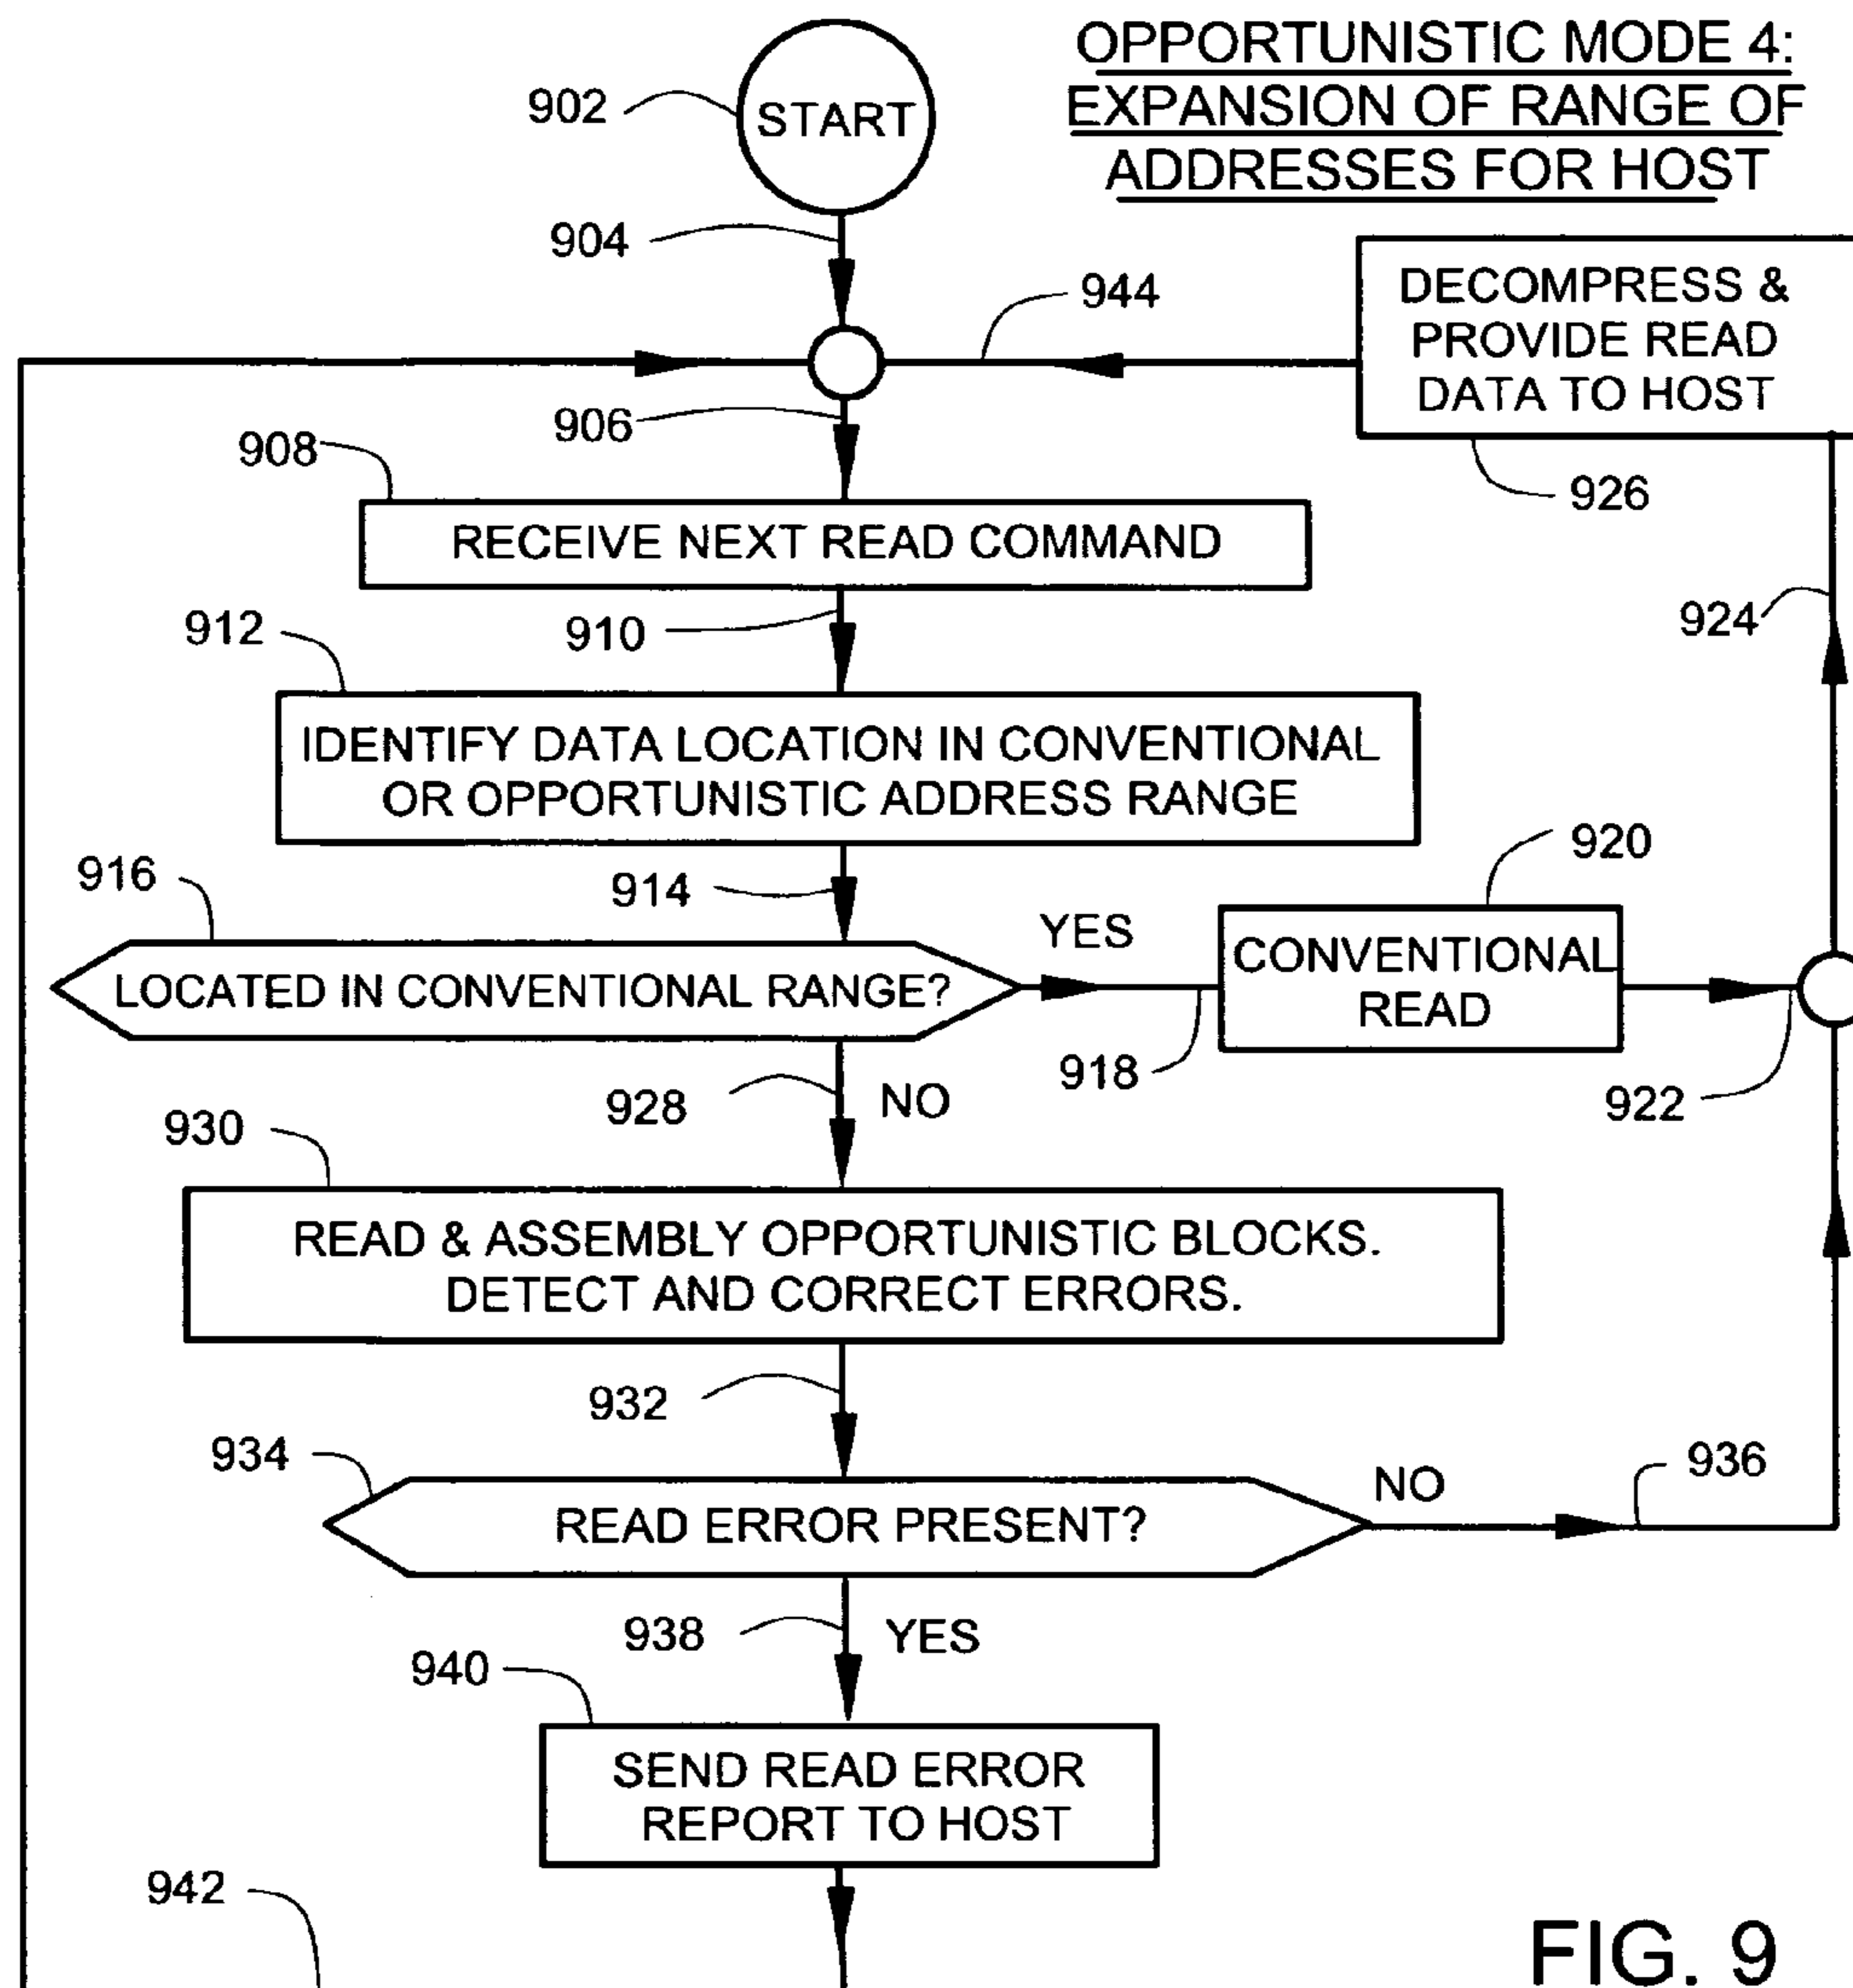 OPPORTUNISTIC MODE 4:
EXPANSION OF RANGE OF
ADDRESSES FOR HOST
902
START
904
944
DECOMPRESS &
PROVIDE READ
DATA TO HOST
906
908
926
RECEIVE NEXT READ COMMAND
910
912
924
IDENTIFY DATA LOCATION IN CONVENTIONAL
OR OPPORTUNISTIC ADDRESS RANGE
914
916
920
YES
LOCATED IN CONVENTIONAL RANGE?
CONVENTIONAL
READ
918
922
928
NO
930
READ & ASSEMBLY OPPORTUNISTIC BLOCKS.
DETECT AND CORRECT ERRORS.
932
934
READ ERROR PRESENT?
NO
936
938
YES
940
SEND READ ERROR
REPORT TO HOST
942
FIG. 9